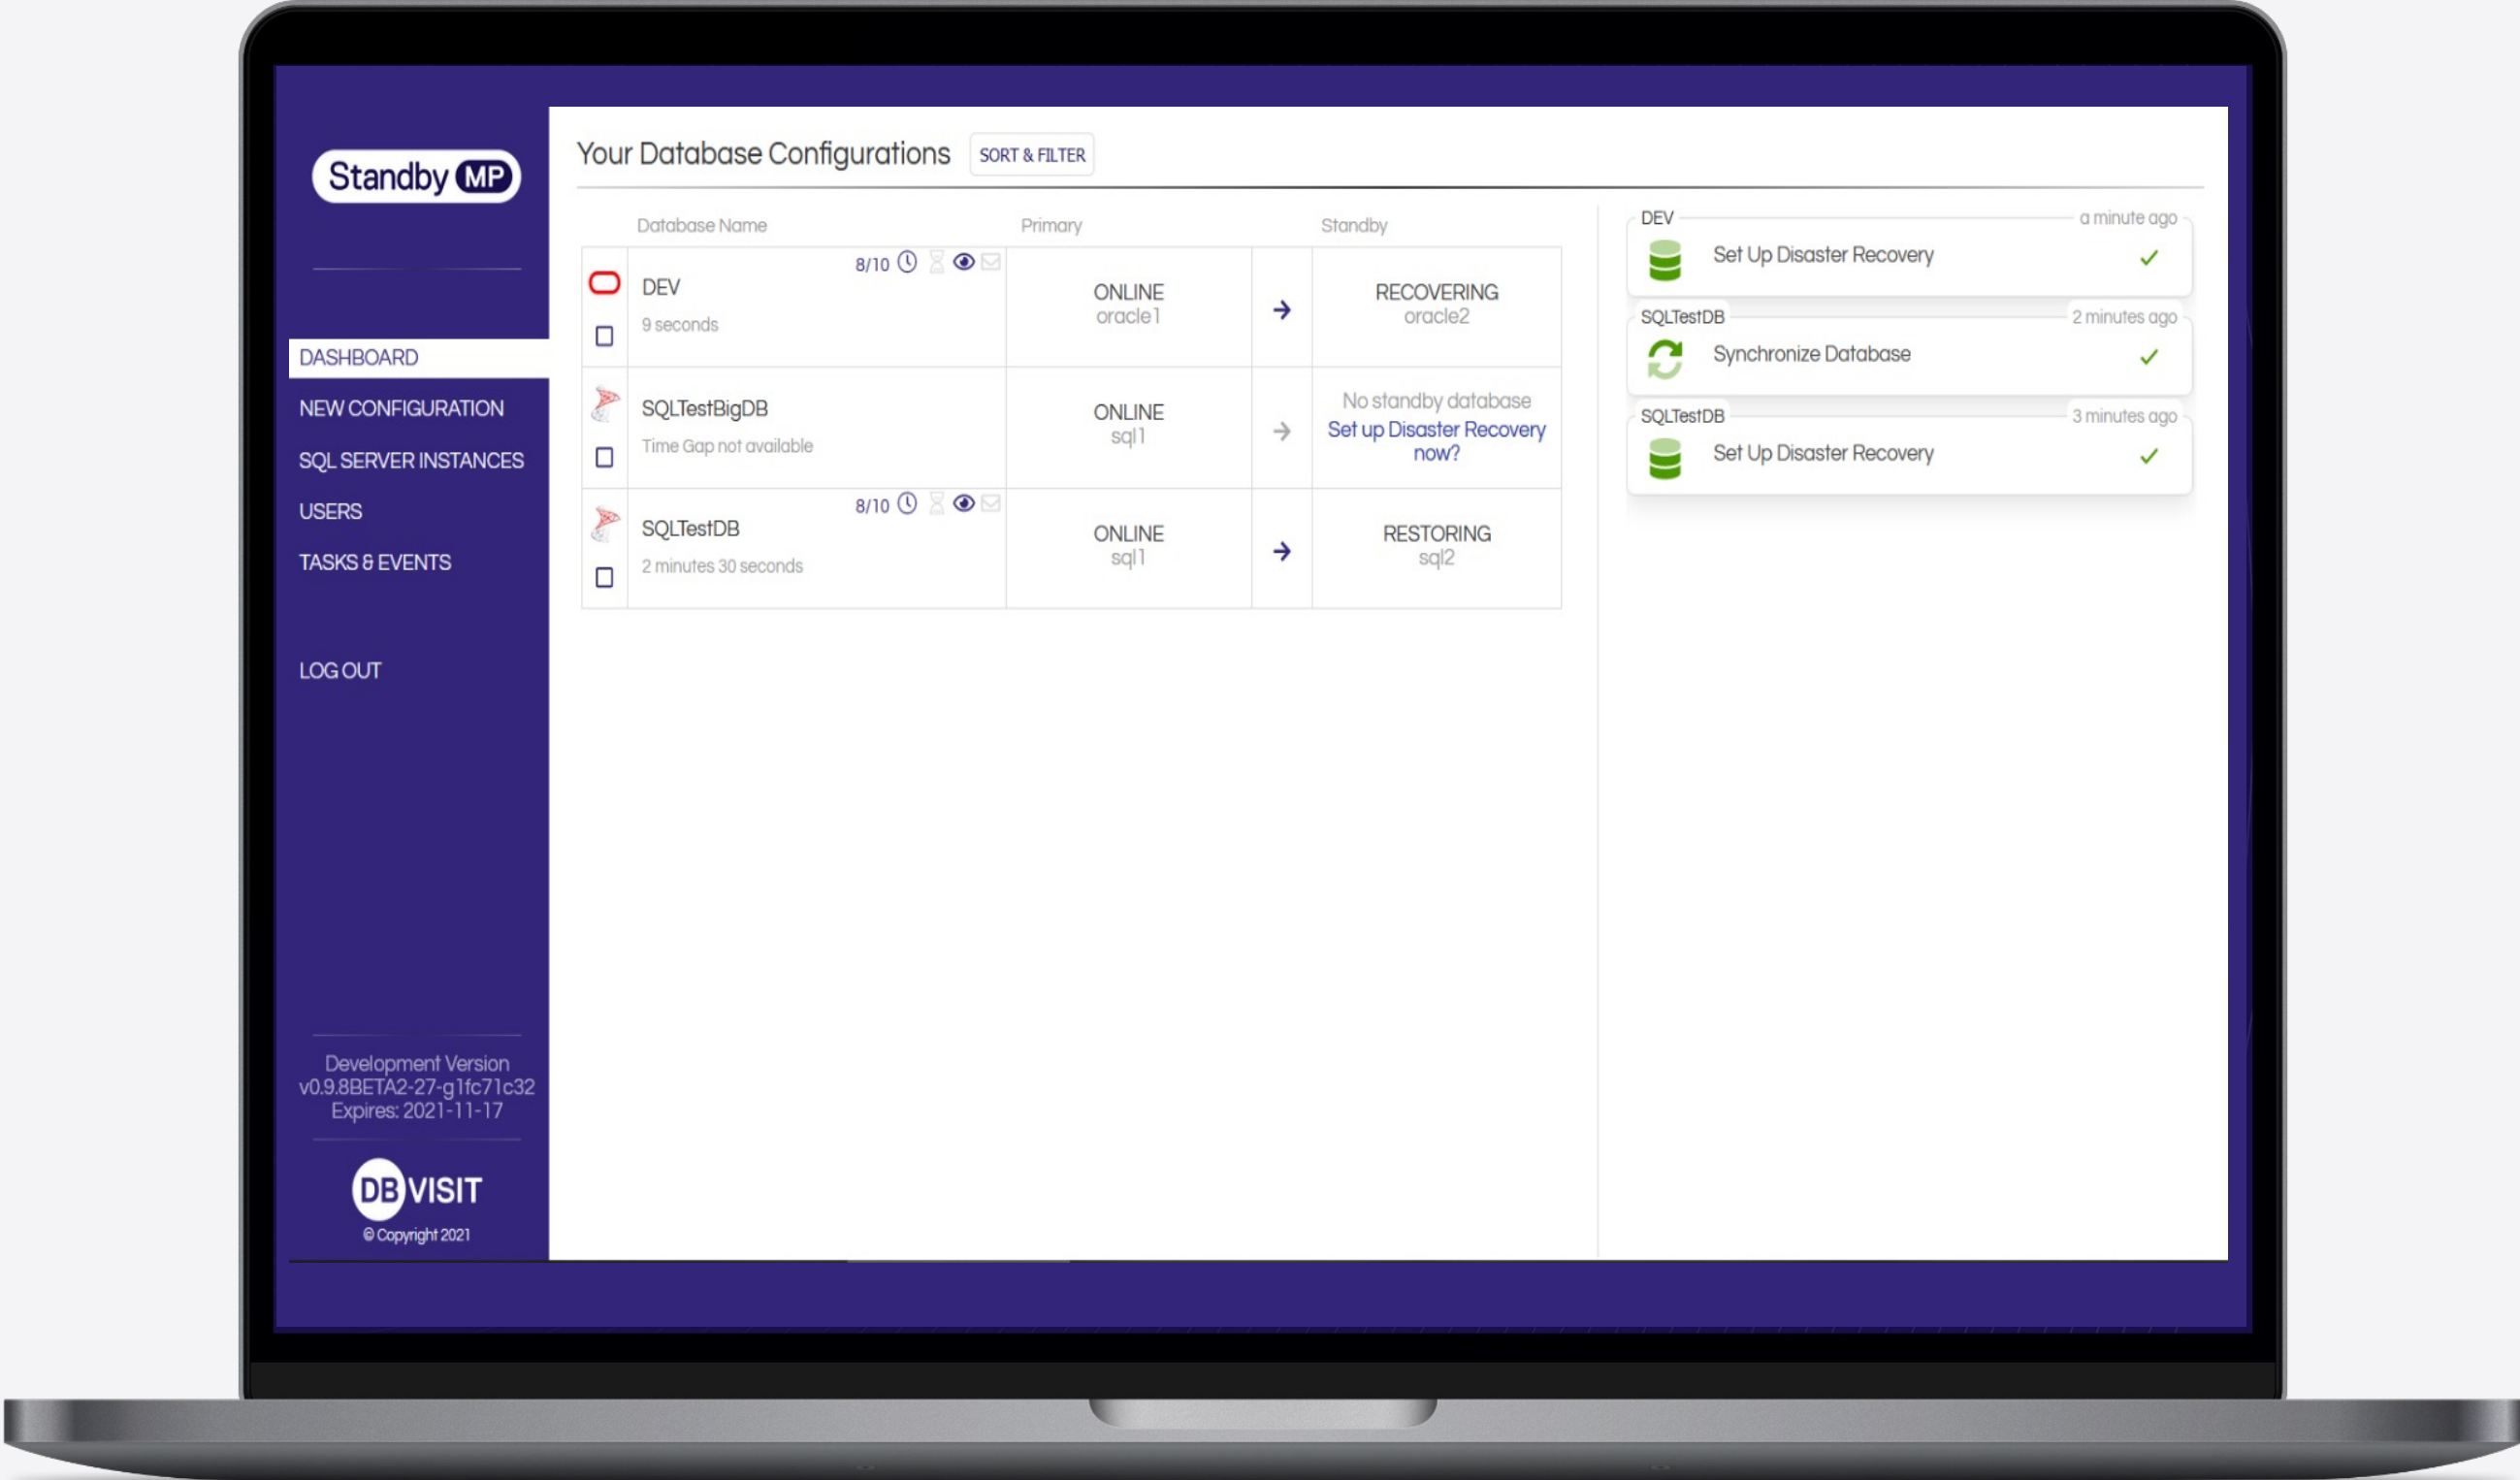 Standby MP
DASHBOARD
NEW CONFIGURATION
SQL SERVER INSTANCES
USERS
TASKS & EVENTS
LOG OUT
Development Version
v0.9.8BETA2-27-g1fc71c32
Expires: 2021-11-17
DBVISIT
© Copyright 2021
Your Database Configurations SORT & FILTER
Database Name Primary Standby
8/10
DEV
9 seconds
ONLINE
oracle1
RECOVERING
oracle2
SQLTestBigDB
Time Gap not available
ONLINE
sql1
No standby database
Set up Disaster Recovery
now?
8/10
SQLTestDB
2 minutes 30 seconds
ONLINE
sql1
RESTORING
sql2
DEV a minute ago
Set Up Disaster Recovery
SQLTestDB 2 minutes ago
Synchronize Database
SQLTestDB 3 minutes ago
Set Up Disaster Recovery